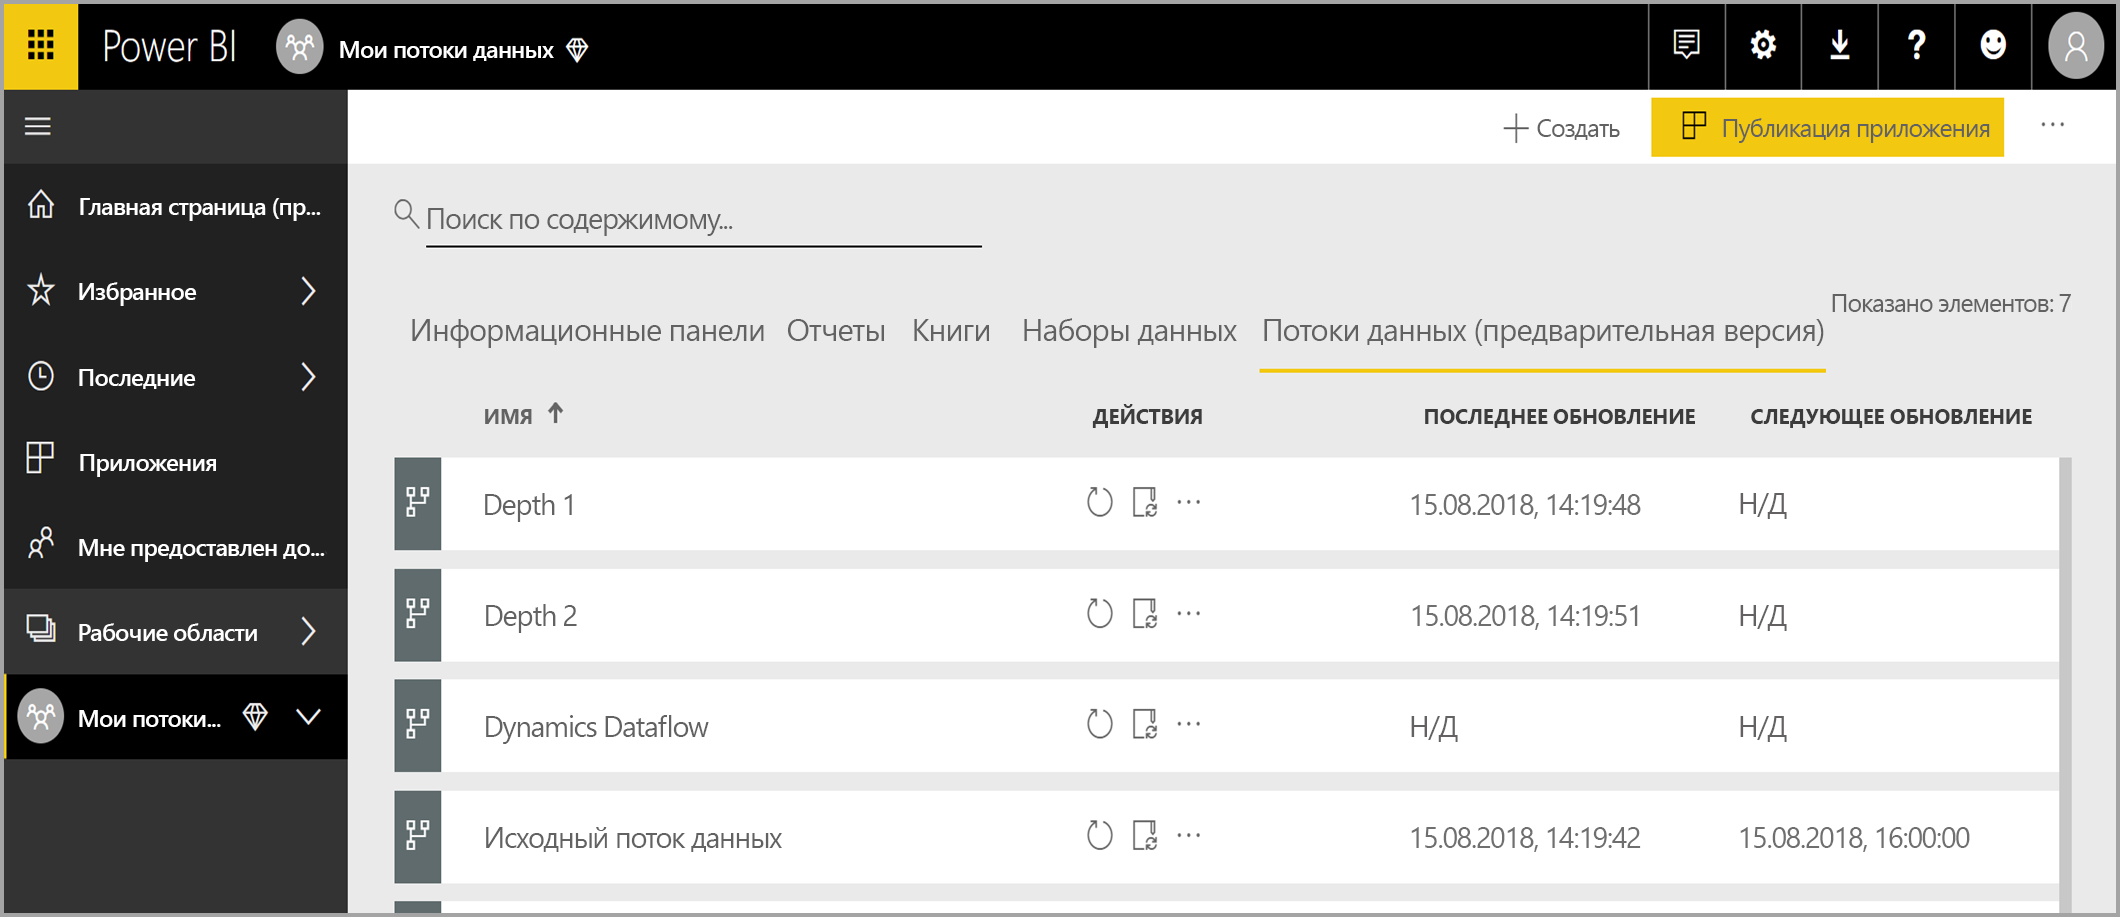 Power BI
Мои потоки данных
Создать
Публикация приложения
...
Главная страница (пр...
Избранное
Последние
Приложения
Мне предоставлен до...
Рабочие области
Мои потоки...
Поиск по содержимому...
Показано элементов: 7
Информационные панели Отчеты Книги Наборы данных Потоки данных (предварительная версия)
ИМЯ ДЕЙСТВИЯ ПОСЛЕДНЕЕ ОБНОВЛЕНИЕ СЛЕДУЮЩЕЕ ОБНОВЛЕНИЕ
Depth 1 ... 15.08.2018, 14:19:48 Н/Д
Depth 2 ... 15.08.2018, 14:19:51 Н/Д
Dynamics Dataflow ... Н/Д Н/Д
Исходный поток данных ... 15.08.2018, 14:19:42 15.08.2018, 16:00:00